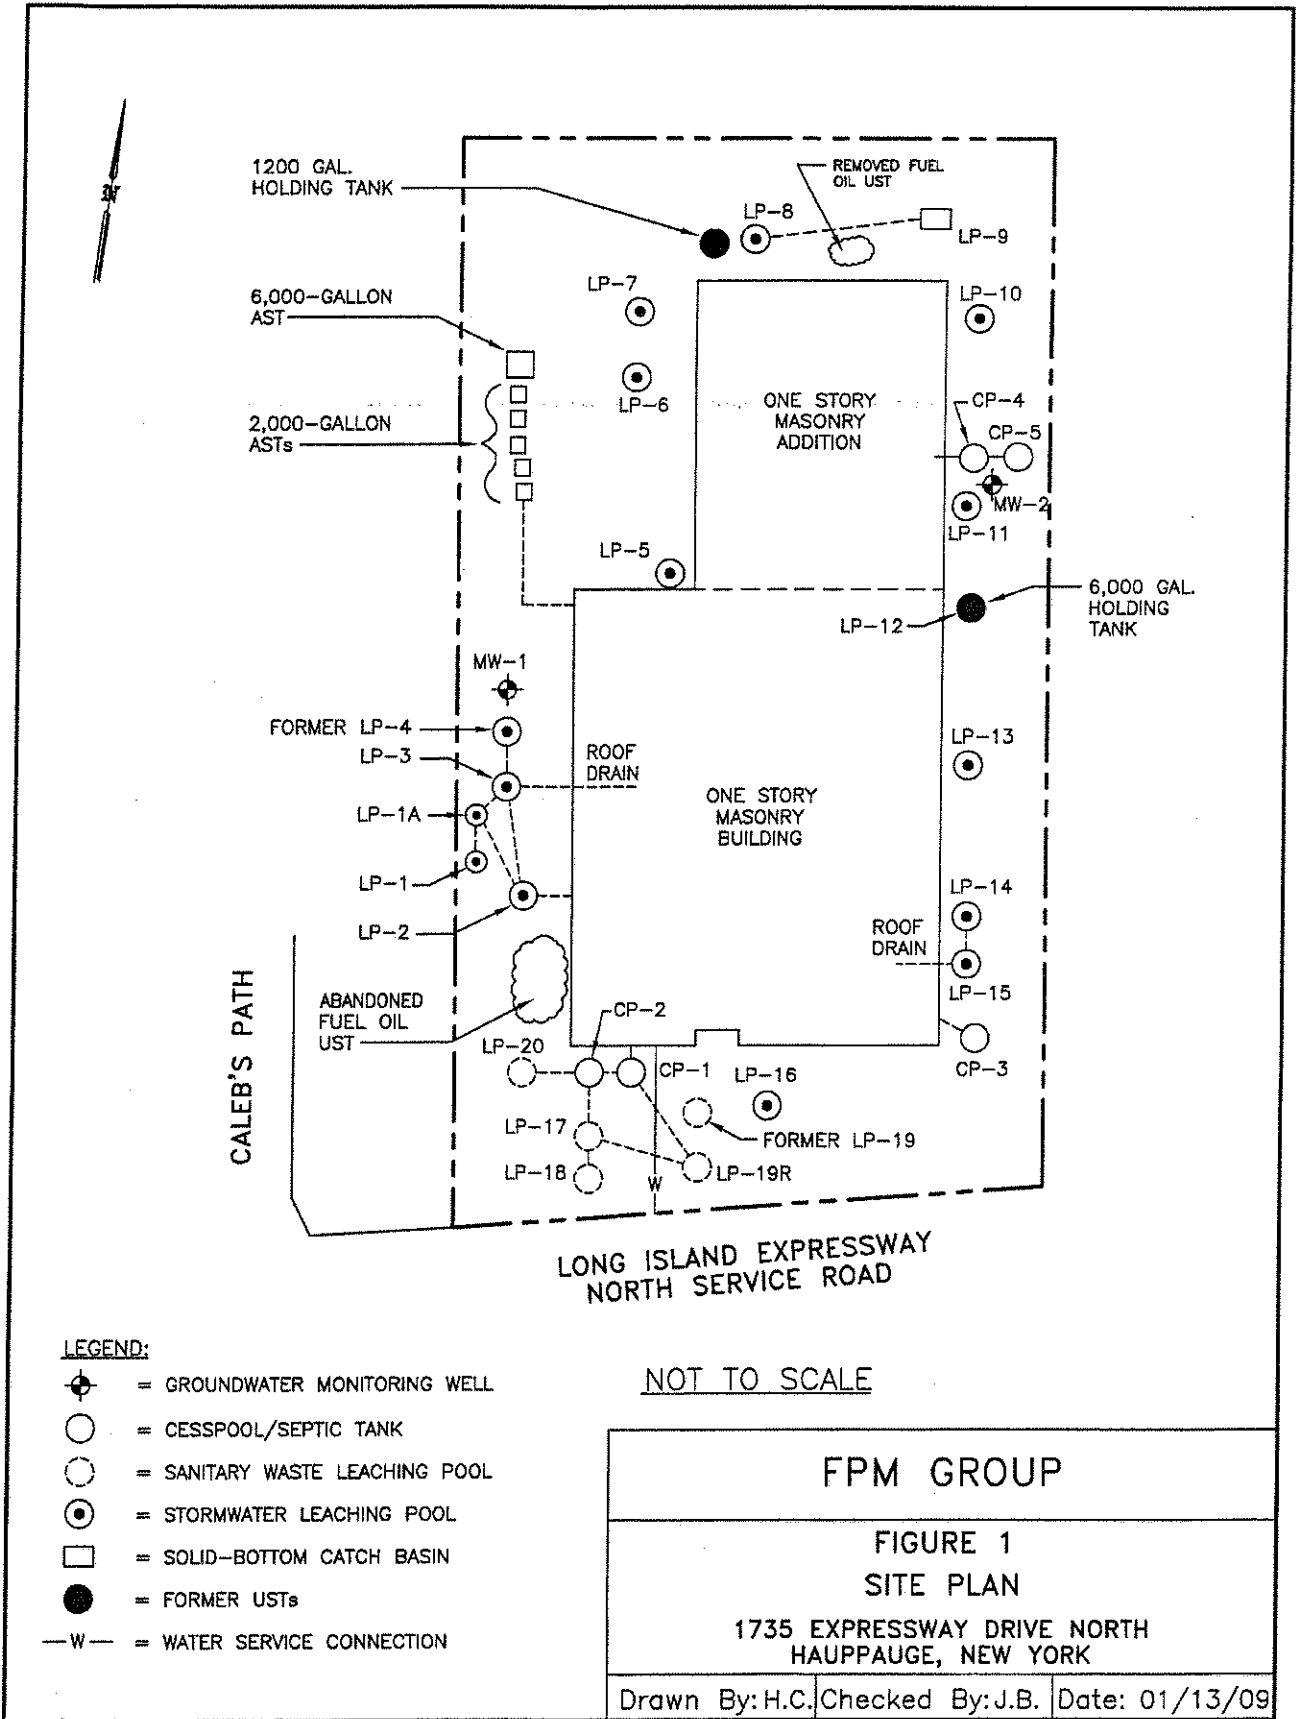 N
1200 GAL.
HOLDING TANK
REMOVED FUEL
OIL UST
LP-8
LP-9
6,000-GALLON
AST
LP-7
LP-10
LP-6
2,000-GALLON
ASTs
ONE STORY
MASONRY
ADDITION
CP-4
CP-5
MW-2
LP-11
LP-5
6,000 GAL.
HOLDING
TANK
LP-12
MW-1
FORMER LP-4
LP-3
ROOF
DRAIN
LP-13
LP-1A
ONE STORY
MASONRY
BUILDING
LP-1
LP-2
LP-14
ROOF
DRAIN
LP-15
CALEB'S PATH
ABANDONED
FUEL OIL
UST
CP-2
LP-20
CP-1
LP-16
CP-3
LP-17
FORMER LP-19
LP-18
LP-19R
W
LONG ISLAND EXPRESSWAY
NORTH SERVICE ROAD
LEGEND:
= GROUNDWATER MONITORING WELL
= CESSPOOL/SEPTIC TANK
= SANITARY WASTE LEACHING POOL
= STORMWATER LEACHING POOL
= SOLID-BOTTOM CATCH BASIN
= FORMER USTs
—W— = WATER SERVICE CONNECTION
NOT TO SCALE
FPM GROUP
FIGURE 1
SITE PLAN
1735 EXPRESSWAY DRIVE NORTH
HAUPPAUGE, NEW YORK
Drawn By: H.C. Checked By: J.B. Date: 01/13/09